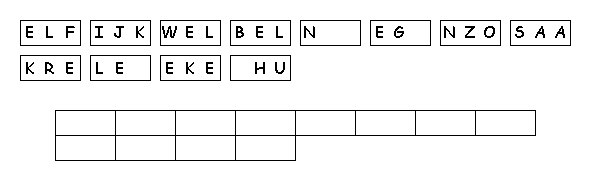 ELF IJK WEL BEL N EG NZO SAA
KRE LE EKE HU